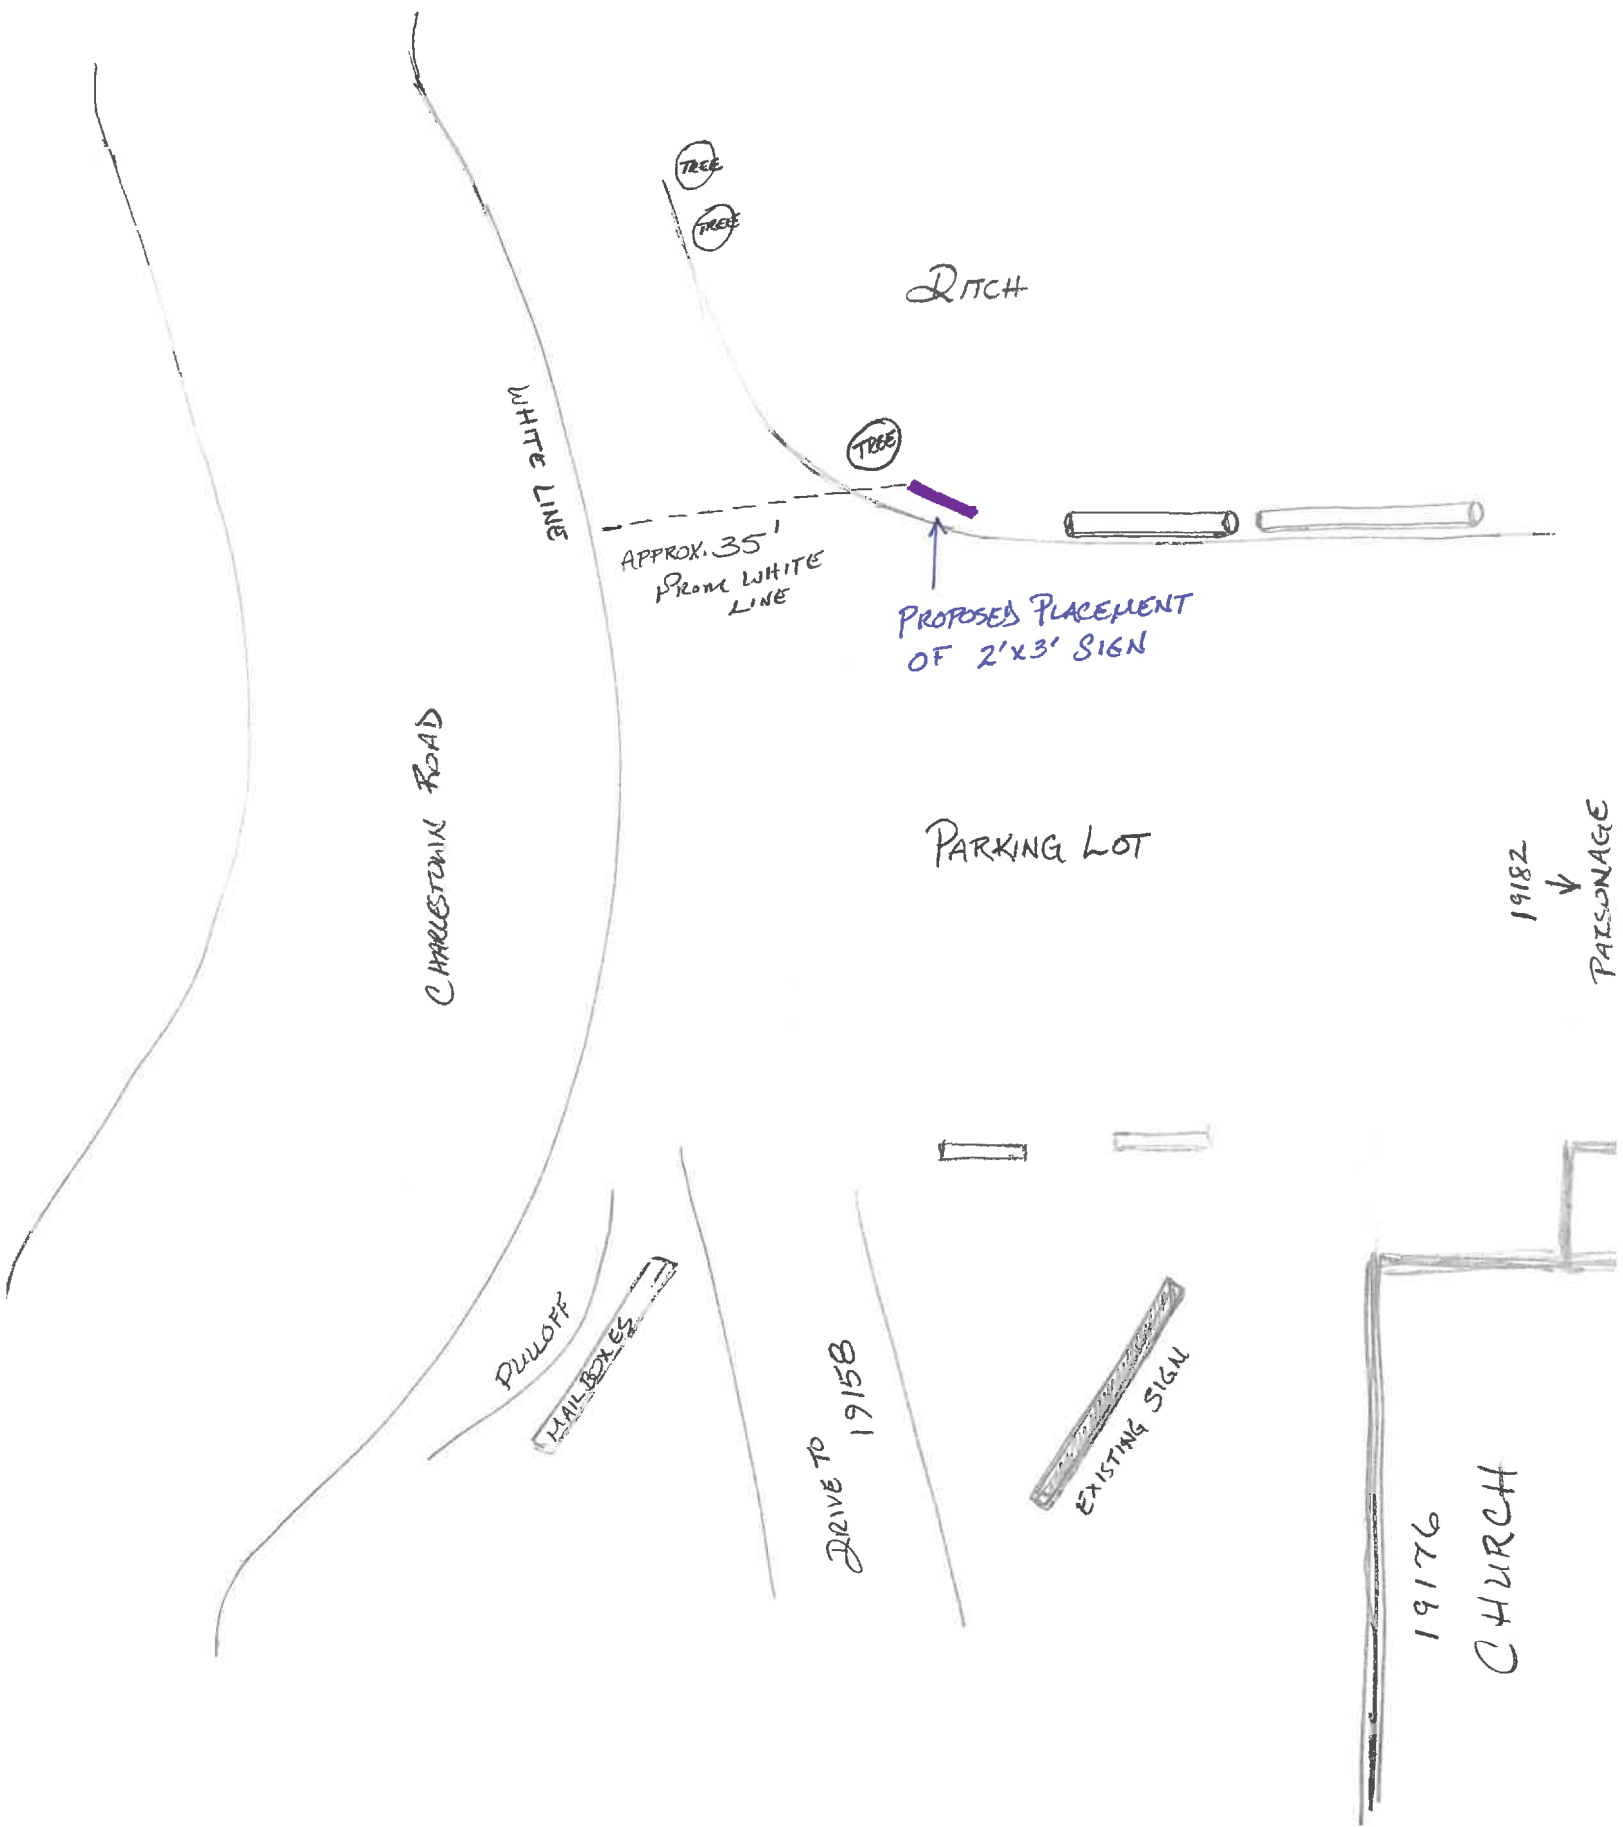 TREE
TREE
DITCH
WHITE LINE
TREE
APPROX. 35'
FROM WHITE
LINE
PROPOSED PLACEMENT
OF 2'X3' SIGN
CHARLESTOWN ROAD
PARKING LOT
19182
PARSONAGE
PULLOFF
MAILBOXES
DRIVE TO
19158
EXISTING SIGN
19176
CHURCH